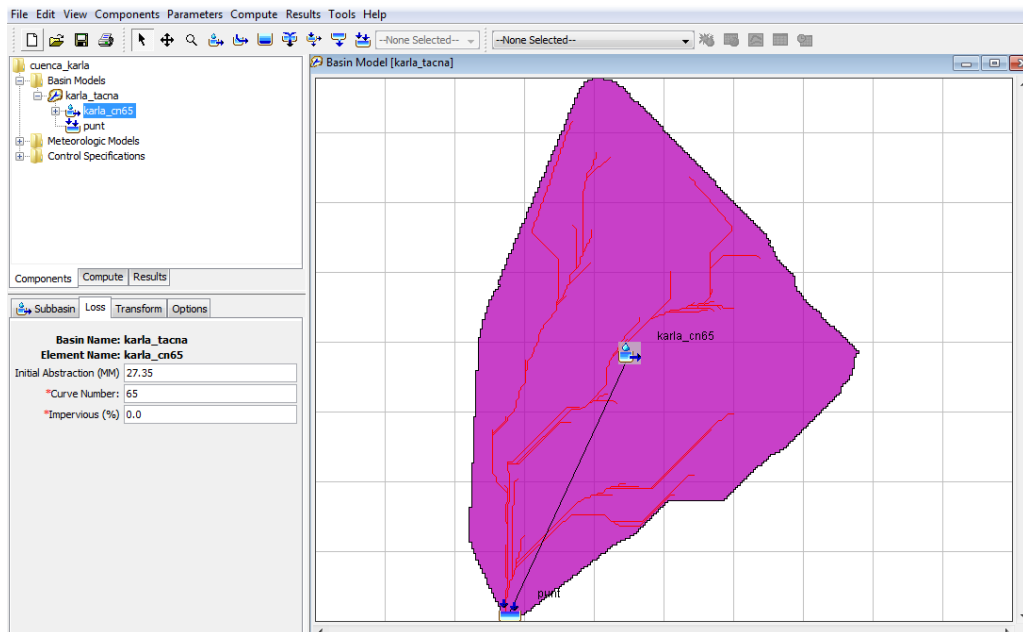 File Edit View Components Parameters Compute Results Tools Help
--None Selected-- --None Selected--
cuenca_karla
Basin Models
karla_tacna
karla_cn65
punt
Meteorologic Models
Control Specifications
Components Compute Results
Subbasin Loss Transform Options
Basin Name: karla_tacna
Element Name: karla_cn65
Initial Abstraction (MM) 27.35
*Curve Number: 65
*Impervious (%) 0.0
Basin Model [karla_tacna]
karla_cn65
punt